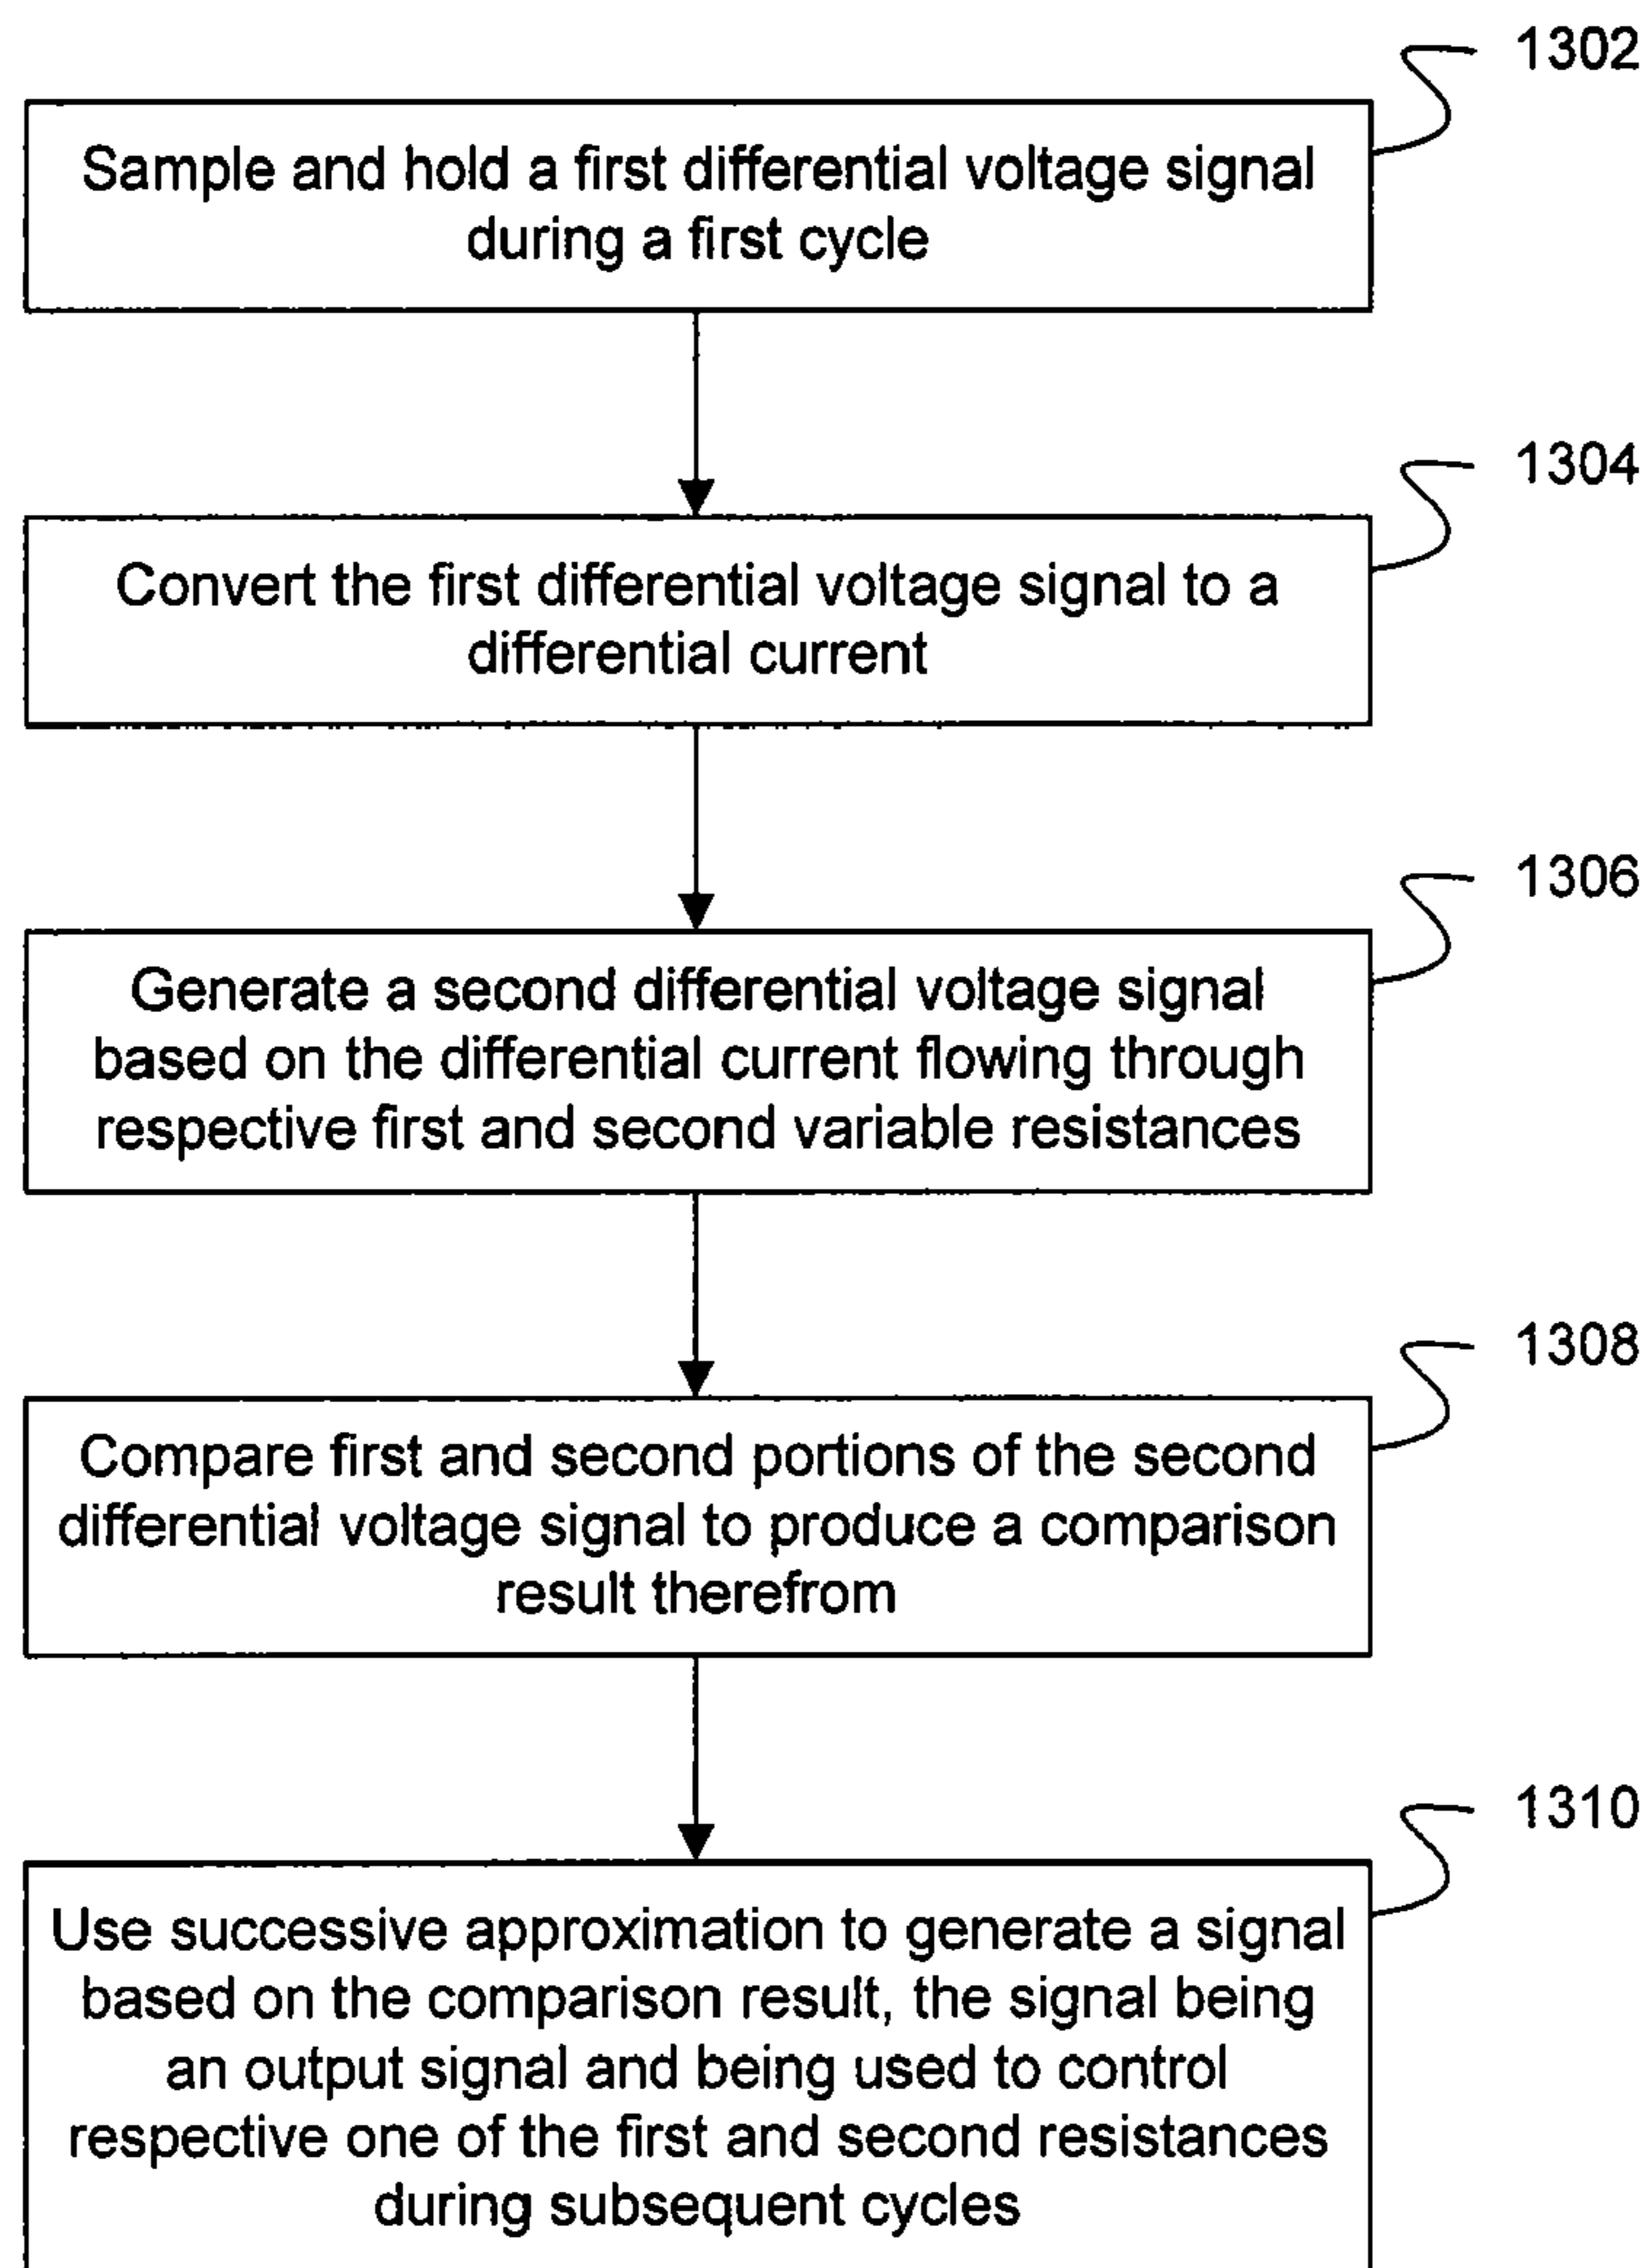 1302
Sample and hold a first differential voltage signal
during a first cycle
1304
Convert the first differential voltage signal to a
differential current
1306
Generate a second differential voltage signal
based on the differential current flowing through
respective first and second variable resistances
1308
Compare first and second portions of the second
differential voltage signal to produce a comparison
result therefrom
1310
Use successive approximation to generate a signal
based on the comparison result, the signal being
an output signal and being used to control
respective one of the first and second resistances
during subsequent cycles